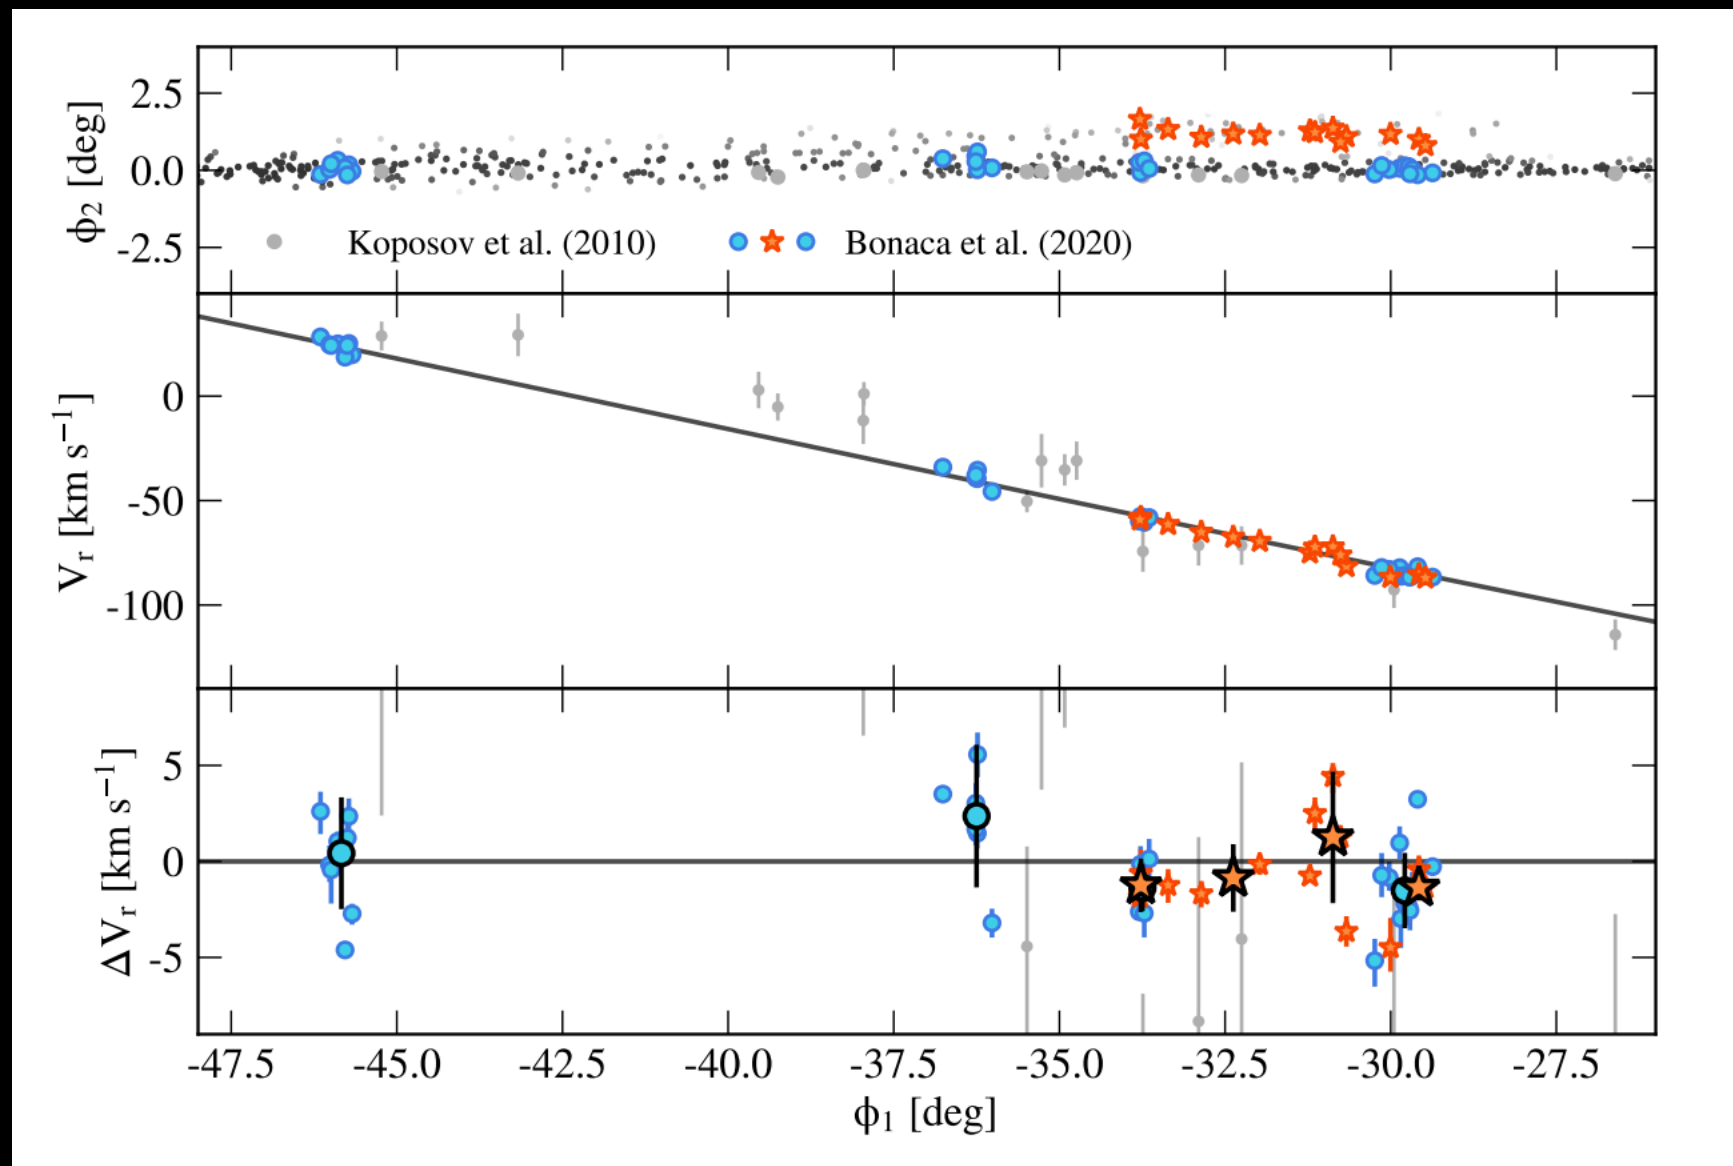 2.5
0.0
-2.5
ϕ₂ [deg]
Koposov et al. (2010)
Bonaca et al. (2020)
0
-50
-100
Vᵣ [km s⁻¹]
5
0
-5
ΔVᵣ [km s⁻¹]
-47.5 -45.0 -42.5 -40.0 -37.5 -35.0 -32.5 -30.0 -27.5
ϕ₁ [deg]